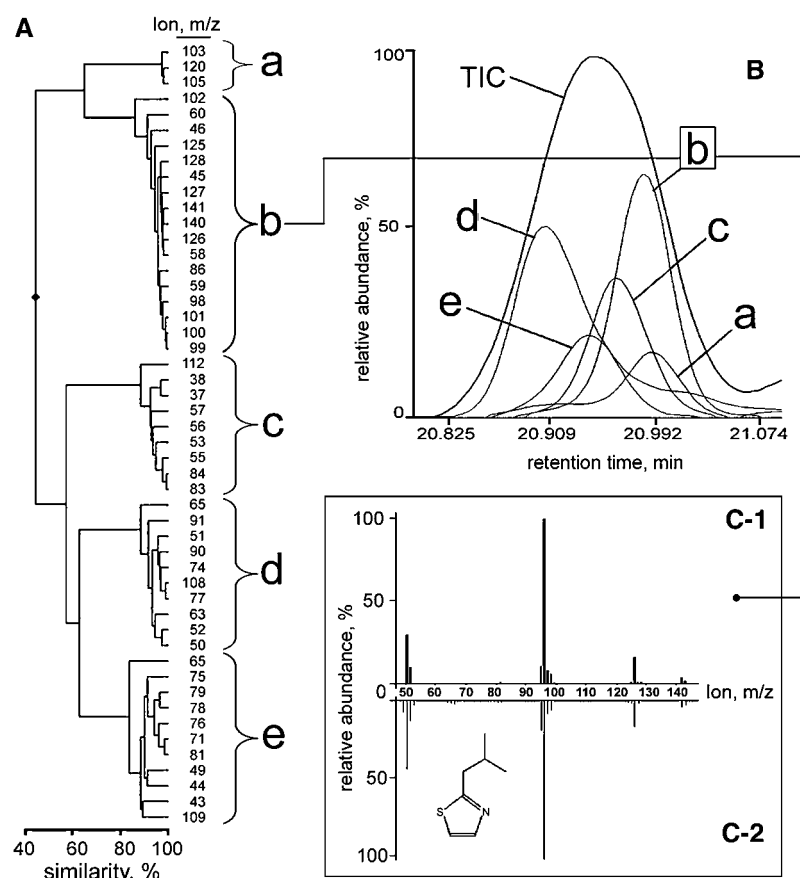 A
Ion, m/z
103
120
105
a
102
60
46
125
128
45
127
141
140
126
58
86
59
98
101
100
99
b
112
38
37
57
56
53
55
84
83
c
65
91
51
90
74
108
77
63
52
50
d
65
75
79
78
76
71
81
49
44
43
109
e
40 60 80 100
similarity, %
B
100
50
0
relative abundance, %
TIC
b
d
c
e
a
20.825 20.909 20.992 21.074
retention time, min
C-1
100
50
0
relative abundance, %
50 60 70 80 90 100 110 120 130 140 Ion, m/z
50
100
S
N
C-2